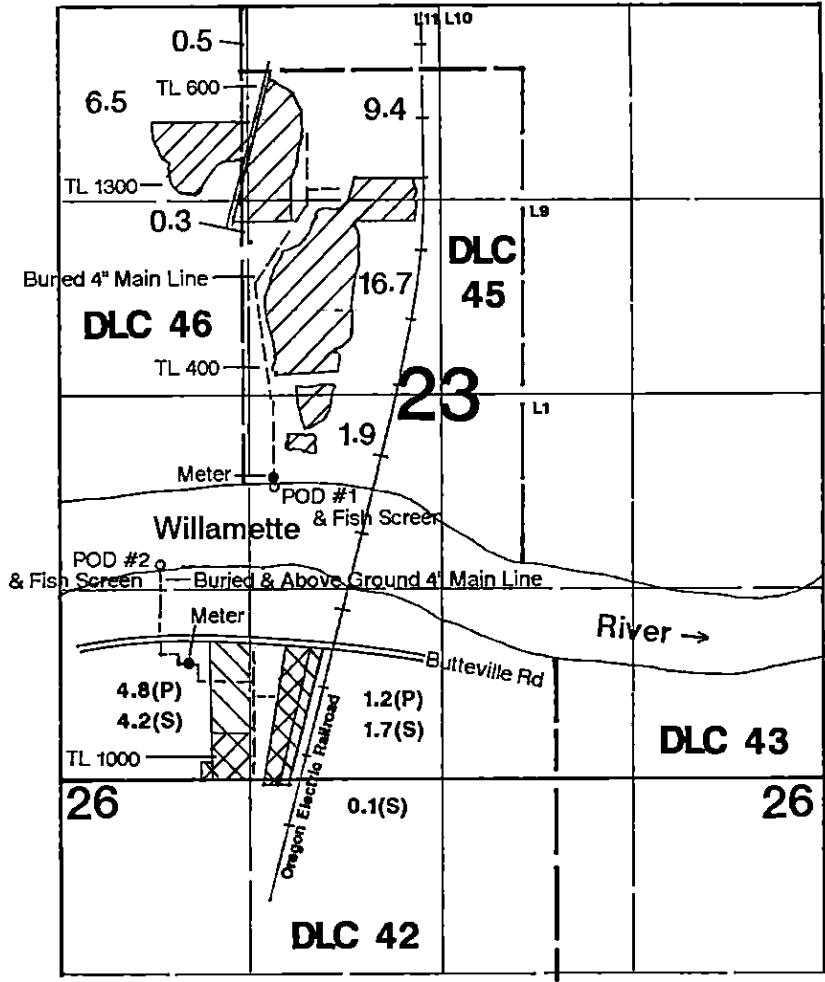 L11 L10
0.5
TL 600
6.5
9.4
TL 1300
0.3
L9
DLC
45
Buried 4" Main Line
16.7
DLC 46
TL 400
23
L1
1.9
Meter
POD #1
& Fish Screen
Willamette
POD #2
& Fish Screen
Buried & Above Ground 4' Main Line
Meter
River →
Butteville Rd
4.8(P)
4.2(S)
1.2(P)
1.7(S)
TL 1000
DLC 43
Oregon Electric Railroad
26
0.1(S)
26
DLC 42